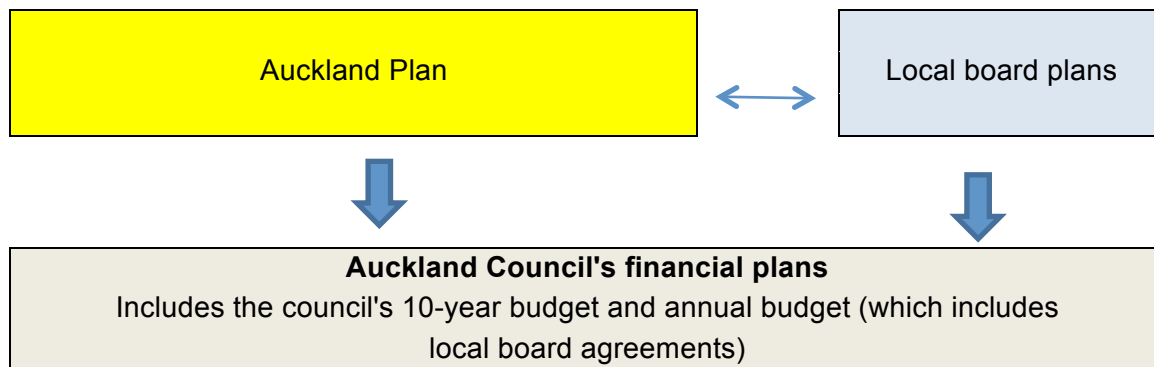 Auckland Plan
Local board plans
Auckland Council's financial plans
Includes the council's 10-year budget and annual budget (which includes
local board agreements)